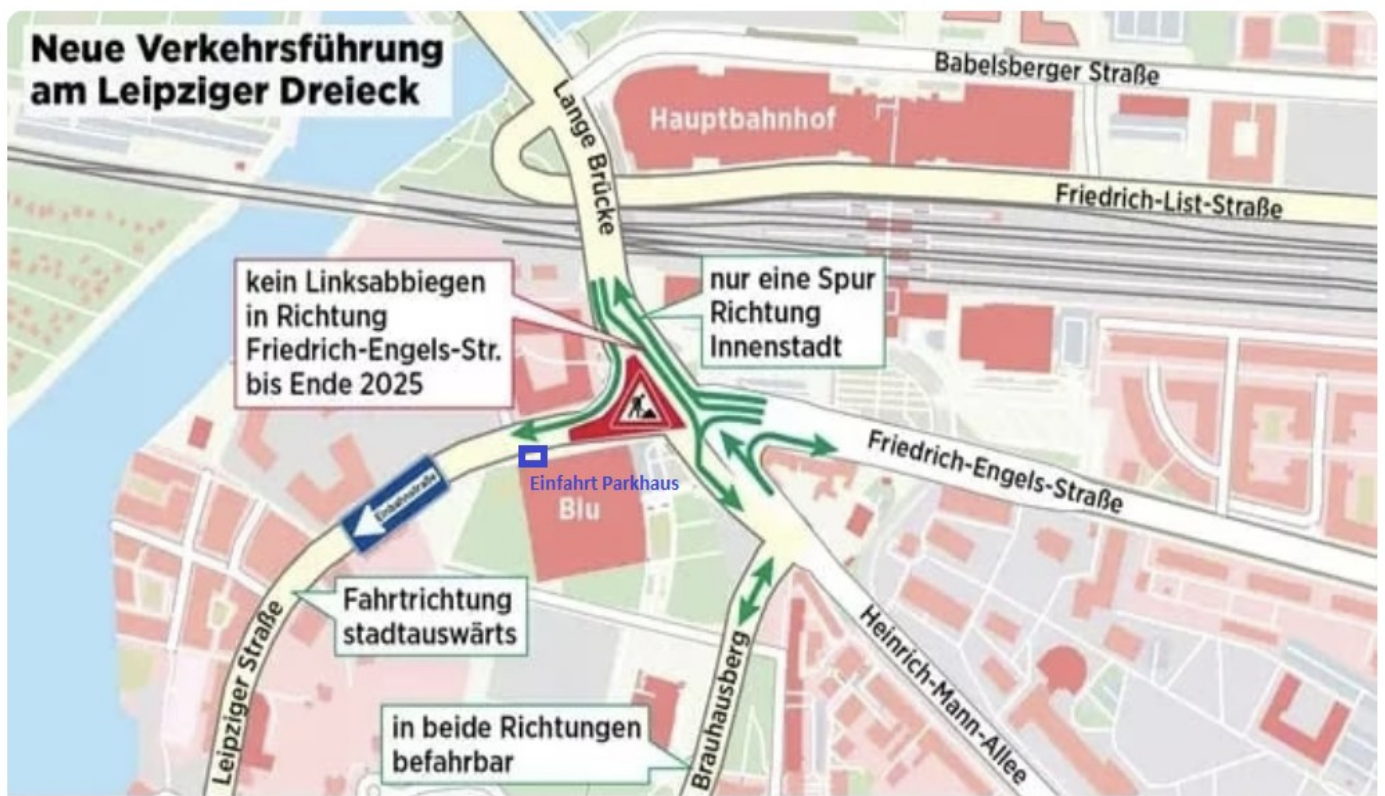 Neue Verkehrsführung
am Leipziger Dreieck
Babelsberger Straße
Hauptbahnhof
Lange Brücke
Friedrich-List-Straße
kein Linksabbiegen
in Richtung
Friedrich-Engels-Str.
bis Ende 2025
nur eine Spur
Richtung
Innenstadt
Friedrich-Engels-Straße
Einfahrt Parkhaus
Blu
Einbahnstraße
Fahrtrichtung
stadtauswärts
Leipziger Straße
Heinrich-Mann-Allee
Brauhausberg
in beide Richtungen
befahrbar